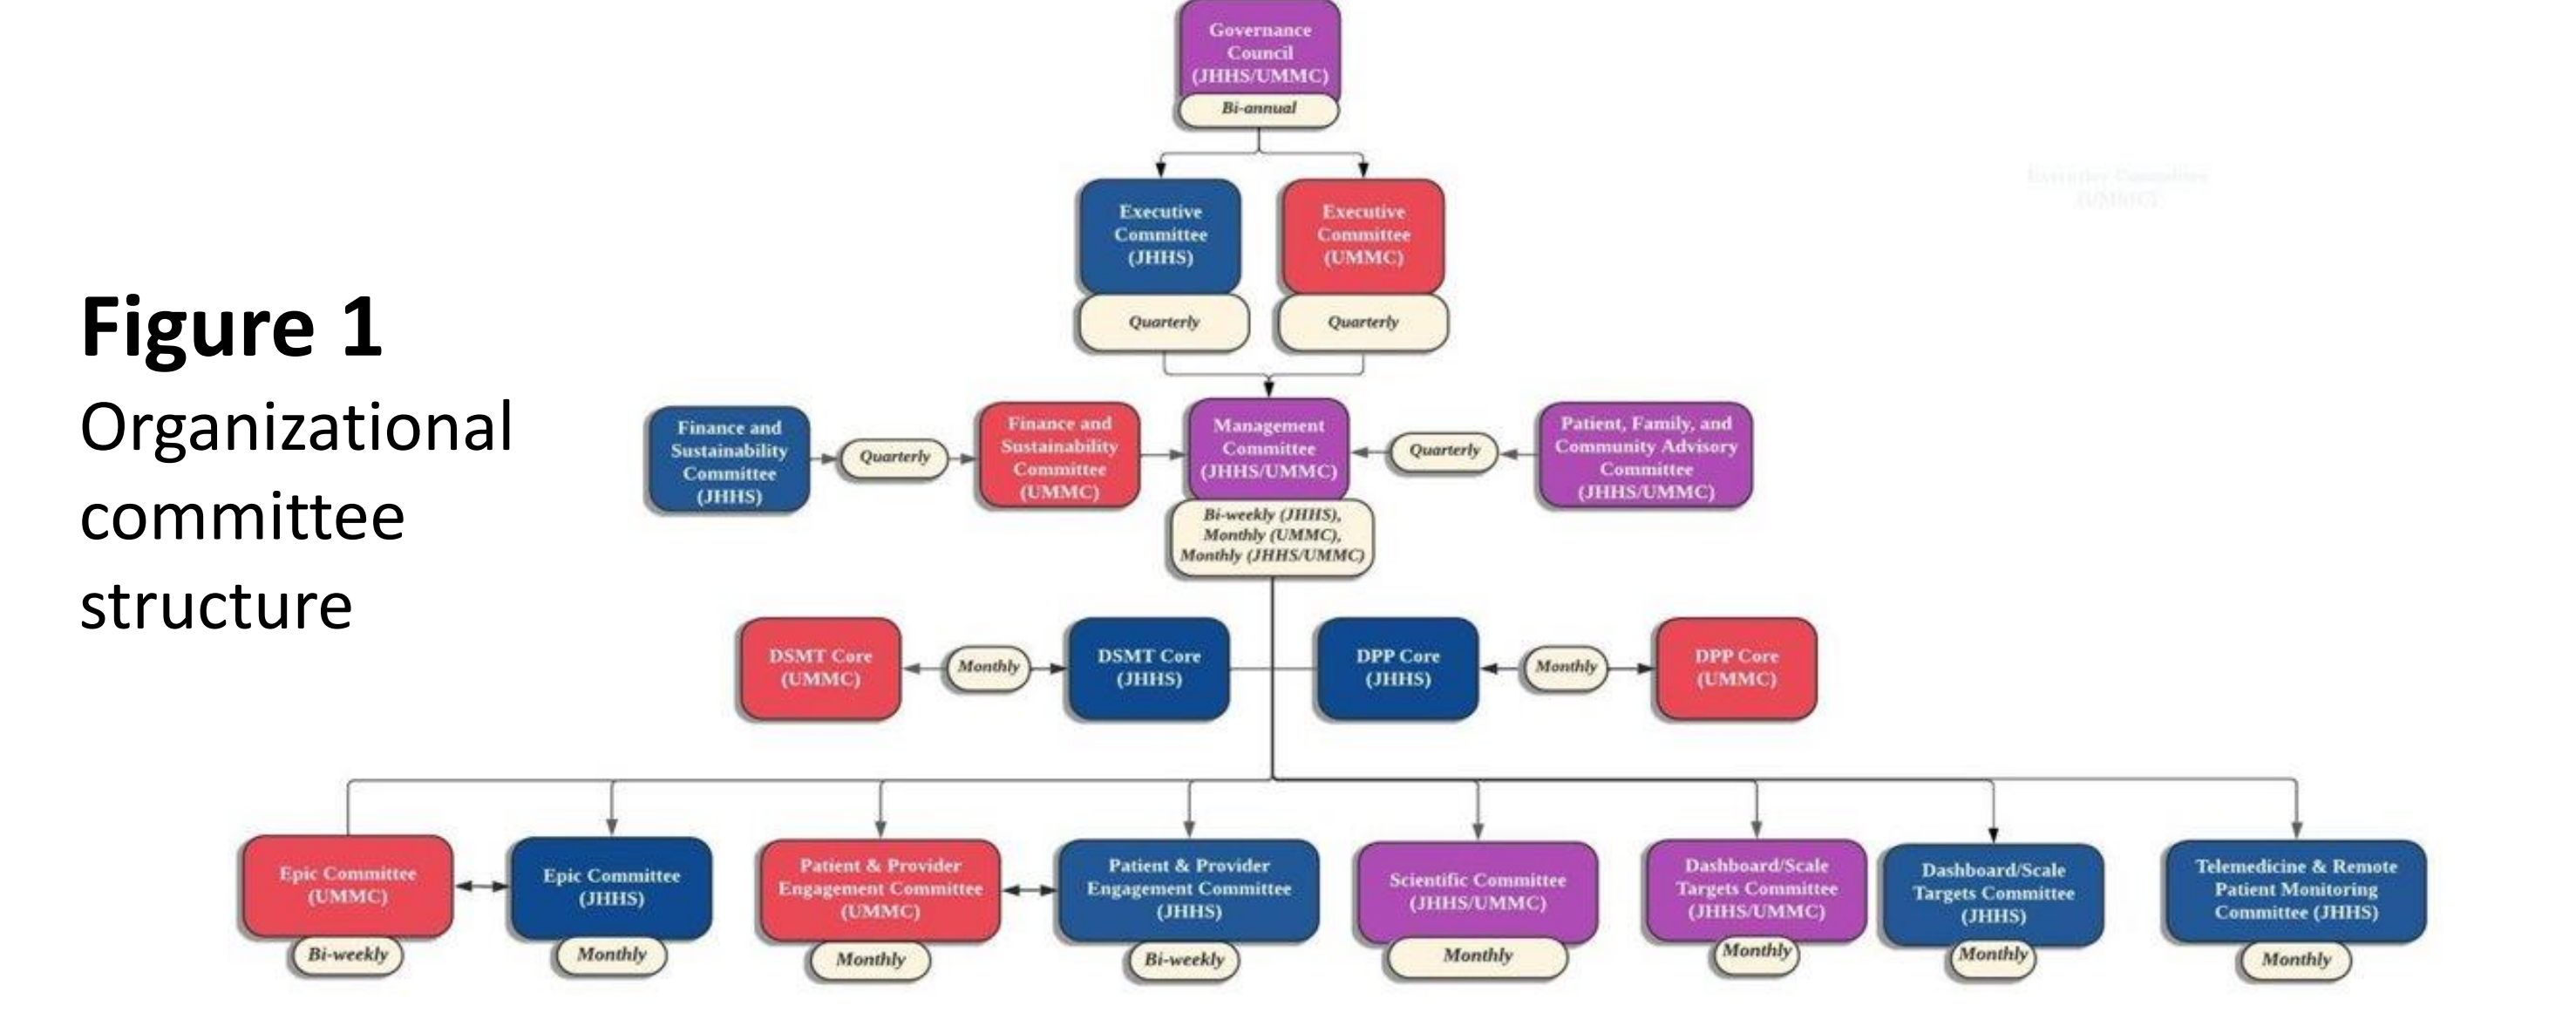 Governance
Council
(JHHS/UMMC)
Bi-annual
Executive
Committee
(JHHS)
Quarterly
Executive
Committee
(UMMC)
Quarterly
Executive Committee
(UMMC)
Figure 1
Organizational
committee
structure
Finance and
Sustainability
Committee
(JHHS)
Quarterly
Finance and
Sustainability
Committee
(UMMC)
Management
Committee
(JHHS/UMMC)
Bi-weekly (JHHS),
Monthly (UMMC),
Monthly (JHHS/UMMC)
Quarterly
Patient, Family, and
Community Advisory
Committee
(JHHS/UMMC)
DSMT Core
(UMMC)
Monthly
DSMT Core
(JHHS)
DPP Core
(JHHS)
Monthly
DPP Core
(UMMC)
Epic Committee
(UMMC)
Bi-weekly
Epic Committee
(JHHS)
Monthly
Patient & Provider
Engagement Committee
(UMMC)
Monthly
Patient & Provider
Engagement Committee
(JHHS)
Bi-weekly
Scientific Committee
(JHHS/UMMC)
Monthly
Dashboard/Scale
Targets Committee
(JHHS/UMMC)
Monthly
Dashboard/Scale
Targets Committee
(JHHS)
Monthly
Telemedicine & Remote
Patient Monitoring
Committee (JHHS)
Monthly